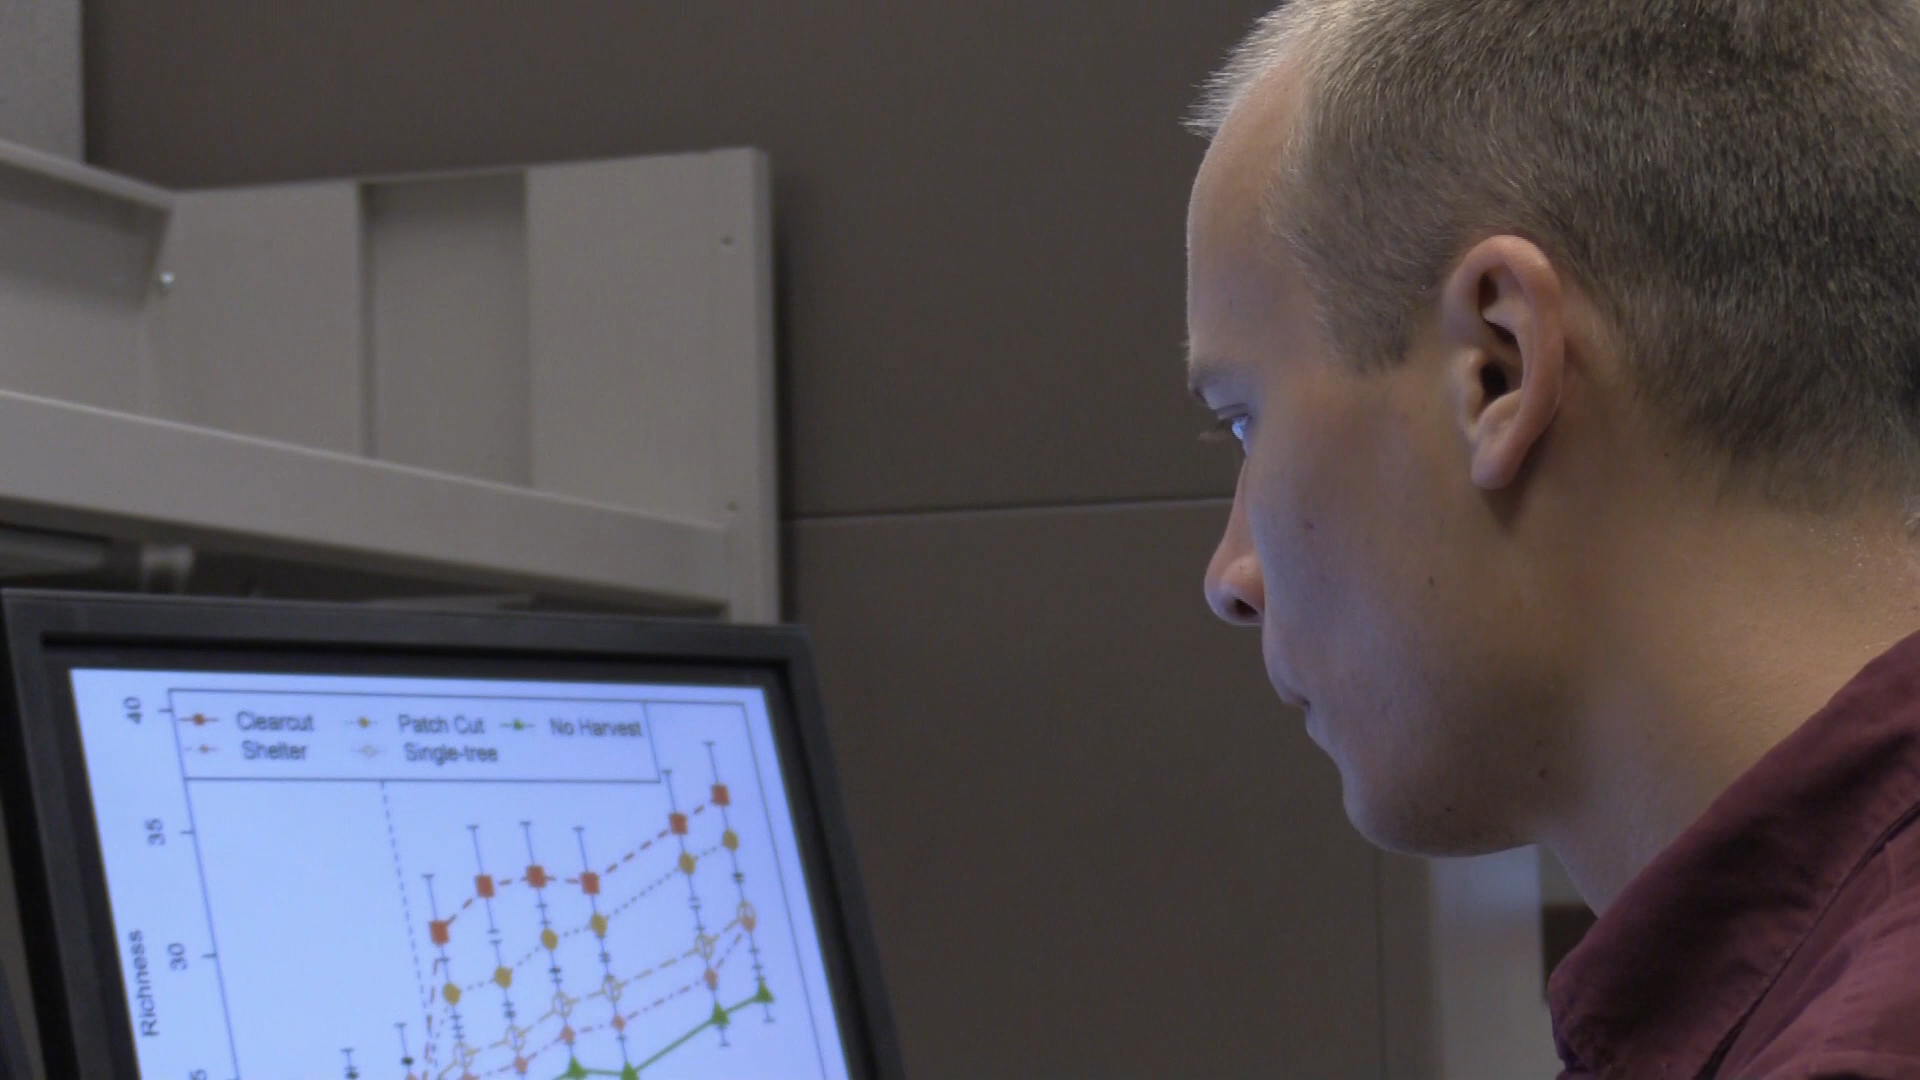 40
Clearcut Patch Cut No Harvest
Shelter Single-tree
35
30
Richness